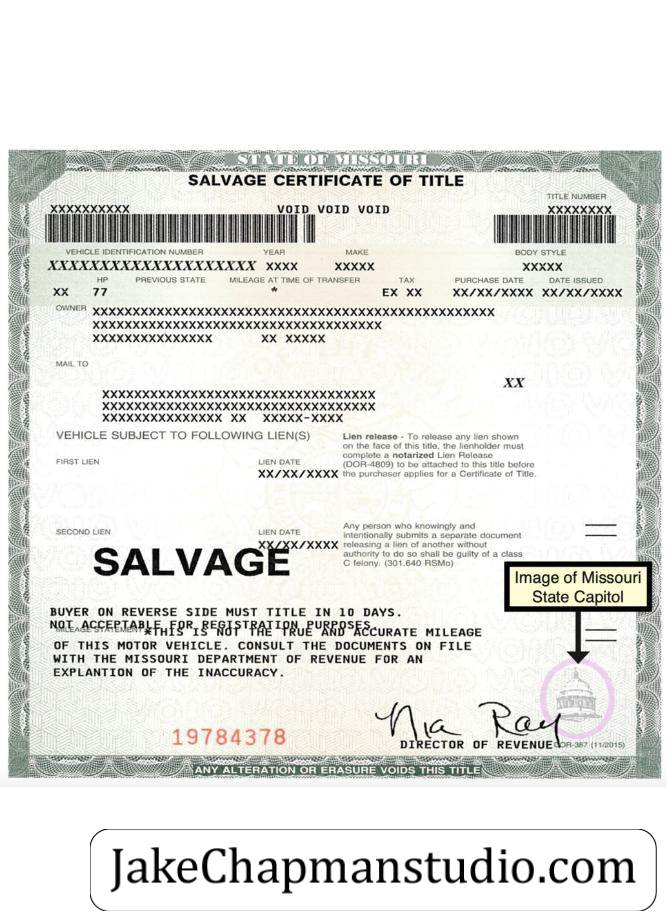 STATE OF MISSOURI
SALVAGE CERTIFICATE OF TITLE
TITLE NUMBER
XXXXXXXXXX VOID VOID VOID XXXXXXXX
VEHICLE IDENTIFICATION NUMBER YEAR MAKE BODY STYLE
XXXXXXXXXXXXXXXXXXXX XXXX XXXXX XXXXX
HP PREVIOUS STATE MILEAGE AT TIME OF TRANSFER TAX PURCHASE DATE DATE ISSUED
XX 77 * EX XX XX/XX/XXXX XX/XX/XXXX
OWNER XXXXXXXXXXXXXXXXXXXXXXXXXXXXXXXXXXXXXXXXXXXXXXXXXX
XXXXXXXXXXXXXXXXXXXXXXXXXXXXXXXXXXXX
XXXXXXXXXXXXXXX XX XXXXX
MAIL TO
XX
XXXXXXXXXXXXXXXXXXXXXXXXXXXXXXXXXX
XXXXXXXXXXXXXXXXXXXXXXXXXXXXXXXXXX
XXXXXXXXXXXXXXX XX XXXXX-XXXX
VEHICLE SUBJECT TO FOLLOWING LIEN(S)
Lien release - To release any lien shown
on the face of this title, the lienholder must
complete a notarized Lien Release
(DOR-4809) to be attached to this title before
the purchaser applies for a Certificate of Title.
FIRST LIEN LIEN DATE
XX/XX/XXXX
SECOND LIEN LIEN DATE
XX/XX/XXXX
Any person who knowingly and
intentionally submits a separate document
releasing a lien of another without
authority to do so shall be guilty of a class
C felony. (301.640 RSMo)
SALVAGE
Image of Missouri
State Capitol
BUYER ON REVERSE SIDE MUST TITLE IN 10 DAYS.
NOT ACCEPTABLE FOR REGISTRATION PURPOSES
MILEAGE STATEMENT *THIS IS NOT THE TRUE AND ACCURATE MILEAGE
OF THIS MOTOR VEHICLE. CONSULT THE DOCUMENTS ON FILE
WITH THE MISSOURI DEPARTMENT OF REVENUE FOR AN
EXPLANTION OF THE INACCURACY.
Nia Ray
19784378
DIRECTOR OF REVENUE DOR-387 (11/2015)
ANY ALTERATION OR ERASURE VOIDS THIS TITLE
JakeChapmanstudio.com